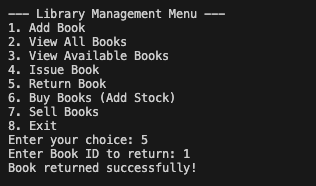 --- Library Management Menu ---
1. Add Book
2. View All Books
3. View Available Books
4. Issue Book
5. Return Book
6. Buy Books (Add Stock)
7. Sell Books
8. Exit
Enter your choice: 5
Enter Book ID to return: 1
Book returned successfully!